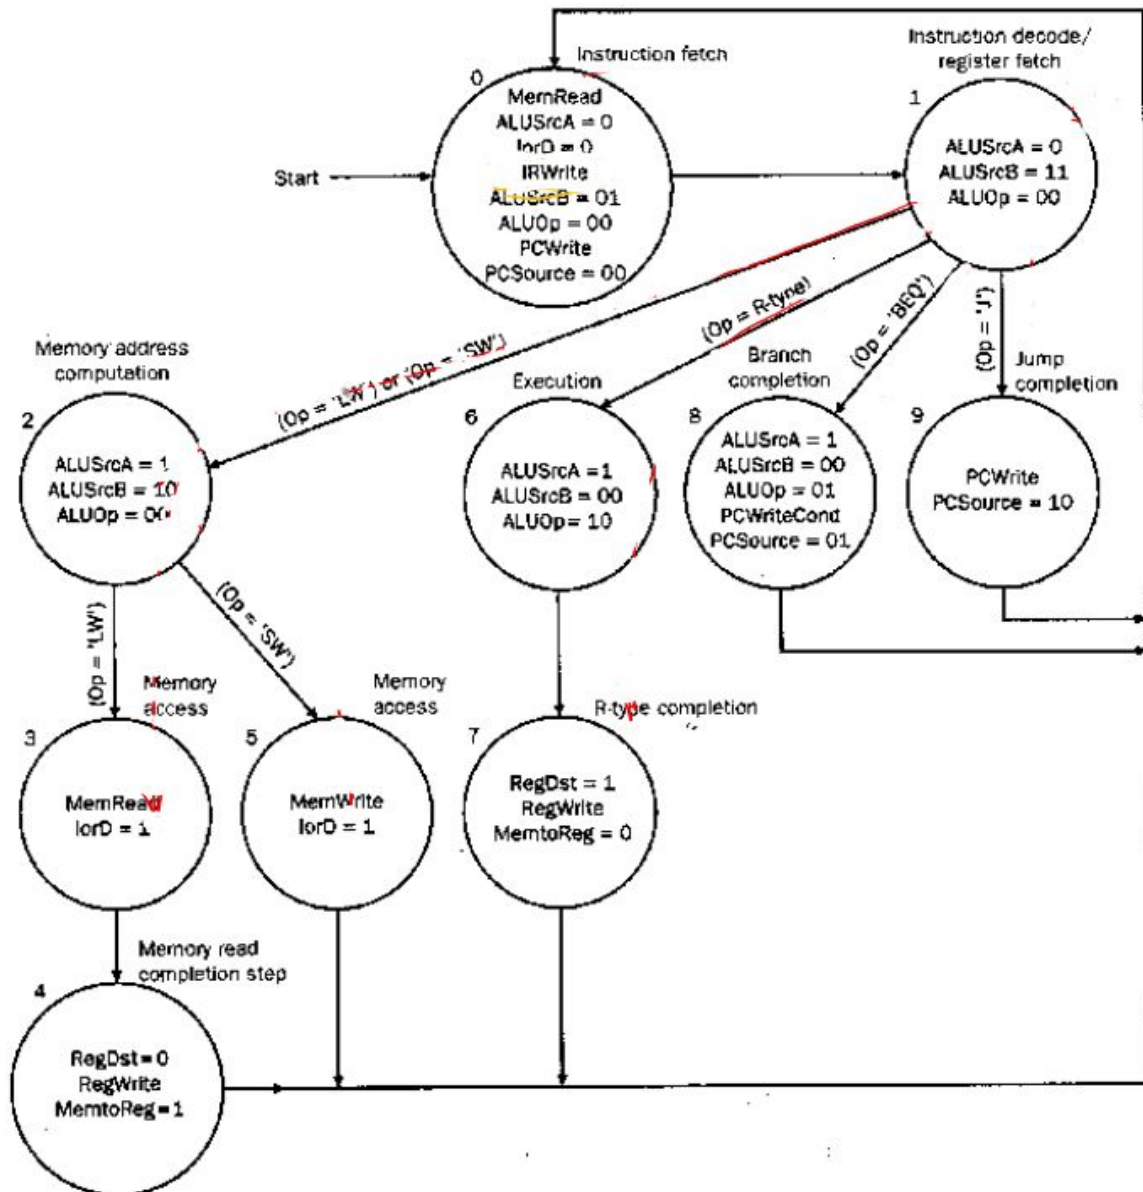 Instruction fetch
0
MemRead
ALUSrcA = 0
IorD = 0
IRWrite
ALUSrcB = 01
ALUOp = 00
PCWrite
PCSource = 00
Start
Instruction decode/
register fetch
1
ALUSrcA = 0
ALUSrcB = 11
ALUOp = 00
(Op = 'LW') or (Op = 'SW')
(Op = R-type)
(Op = 'BEQ')
(Op = 'J')
Memory address
computation
2
ALUSrcA = 1
ALUSrcB = 10
ALUOp = 00
Execution
6
ALUSrcA = 1
ALUSrcB = 00
ALUOp = 10
Branch
completion
8
ALUSrcA = 1
ALUSrcB = 00
ALUOp = 01
PCWriteCond
PCSource = 01
Jump
completion
9
PCWrite
PCSource = 10
(Op = 'LW')
(Op = 'SW')
Memory
access
3
MemRead
IorD = 1
Memory
access
5
MemWrite
IorD = 1
R-type completion
7
RegDst = 1
RegWrite
MemtoReg = 0
Memory read
completion step
4
RegDst = 0
RegWrite
MemtoReg = 1